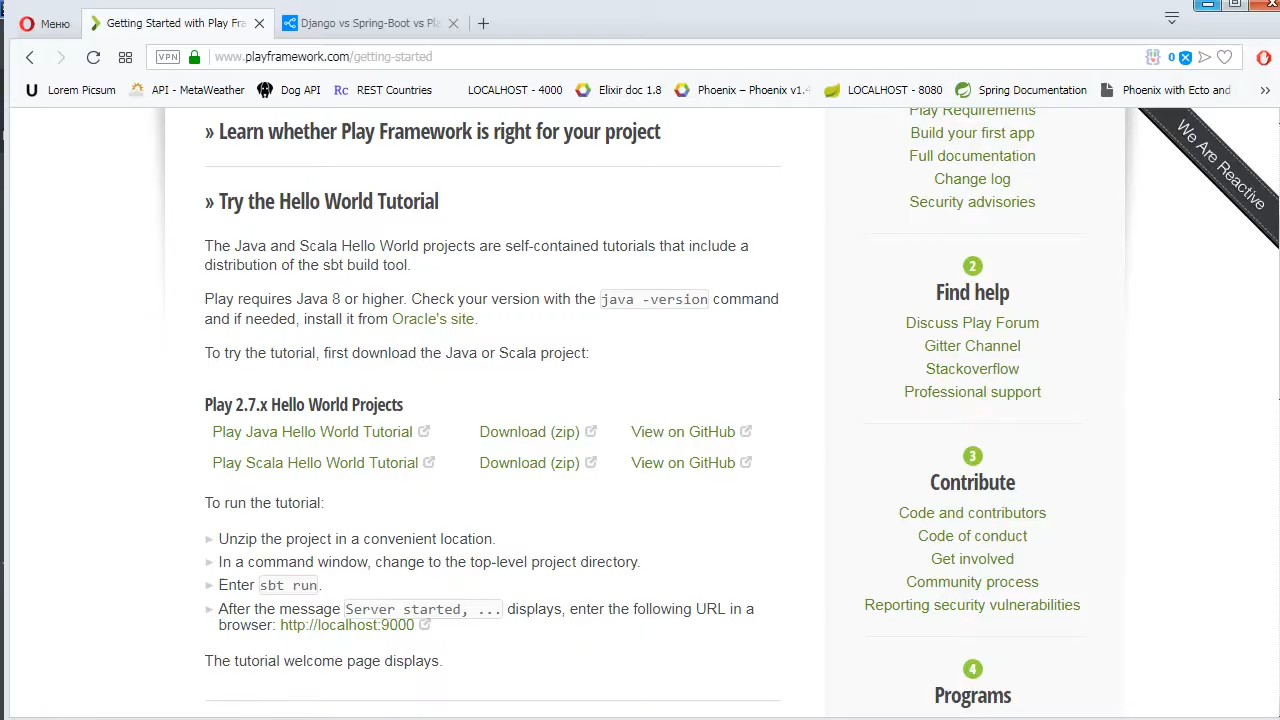 Меню
Getting Started with Play Fra
Django vs Spring-Boot vs Pla
VPN
www.playframework.com/getting-started
0
Lorem Picsum
API - MetaWeather
Dog API
Rc REST Countries
LOCALHOST - 4000
Elixir doc 1.8
Phoenix – Phoenix v1.4
LOCALHOST - 8080
Spring Documentation
Phoenix with Ecto and
» Learn whether Play Framework is right for your project
» Try the Hello World Tutorial
The Java and Scala Hello World projects are self-contained tutorials that include a
distribution of the sbt build tool.
Play requires Java 8 or higher. Check your version with the java -version command
and if needed, install it from Oracle's site.
To try the tutorial, first download the Java or Scala project:
Play 2.7.x Hello World Projects
Play Java Hello World Tutorial Download (zip) View on GitHub
Play Scala Hello World Tutorial Download (zip) View on GitHub
To run the tutorial:
Unzip the project in a convenient location.
In a command window, change to the top-level project directory.
Enter sbt run.
After the message Server started, ... displays, enter the following URL in a
browser: http://localhost:9000
The tutorial welcome page displays.
Play Requirements
Build your first app
Full documentation
Change log
Security advisories
2
Find help
Discuss Play Forum
Gitter Channel
Stackoverflow
Professional support
3
Contribute
Code and contributors
Code of conduct
Get involved
Community process
Reporting security vulnerabilities
4
Programs
We Are Reactive